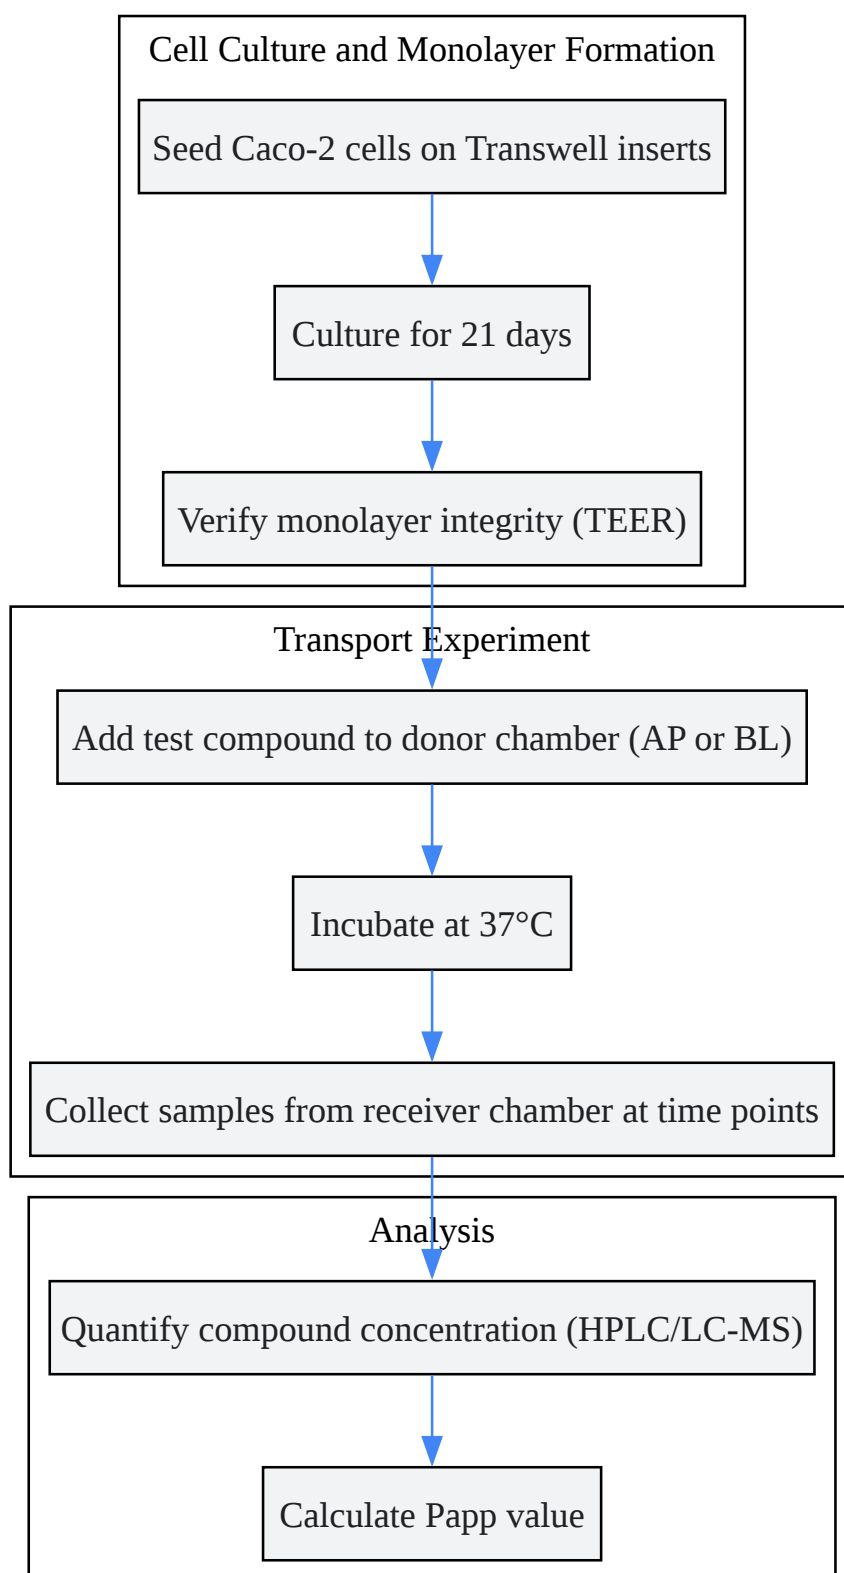 Cell Culture and Monolayer Formation
Seed Caco-2 cells on Transwell inserts
Culture for 21 days
Verify monolayer integrity (TEER)
Transport Experiment
Add test compound to donor chamber (AP or BL)
Incubate at 37°C
Collect samples from receiver chamber at time points
Analysis
Quantify compound concentration (HPLC/LC-MS)
Calculate Papp value